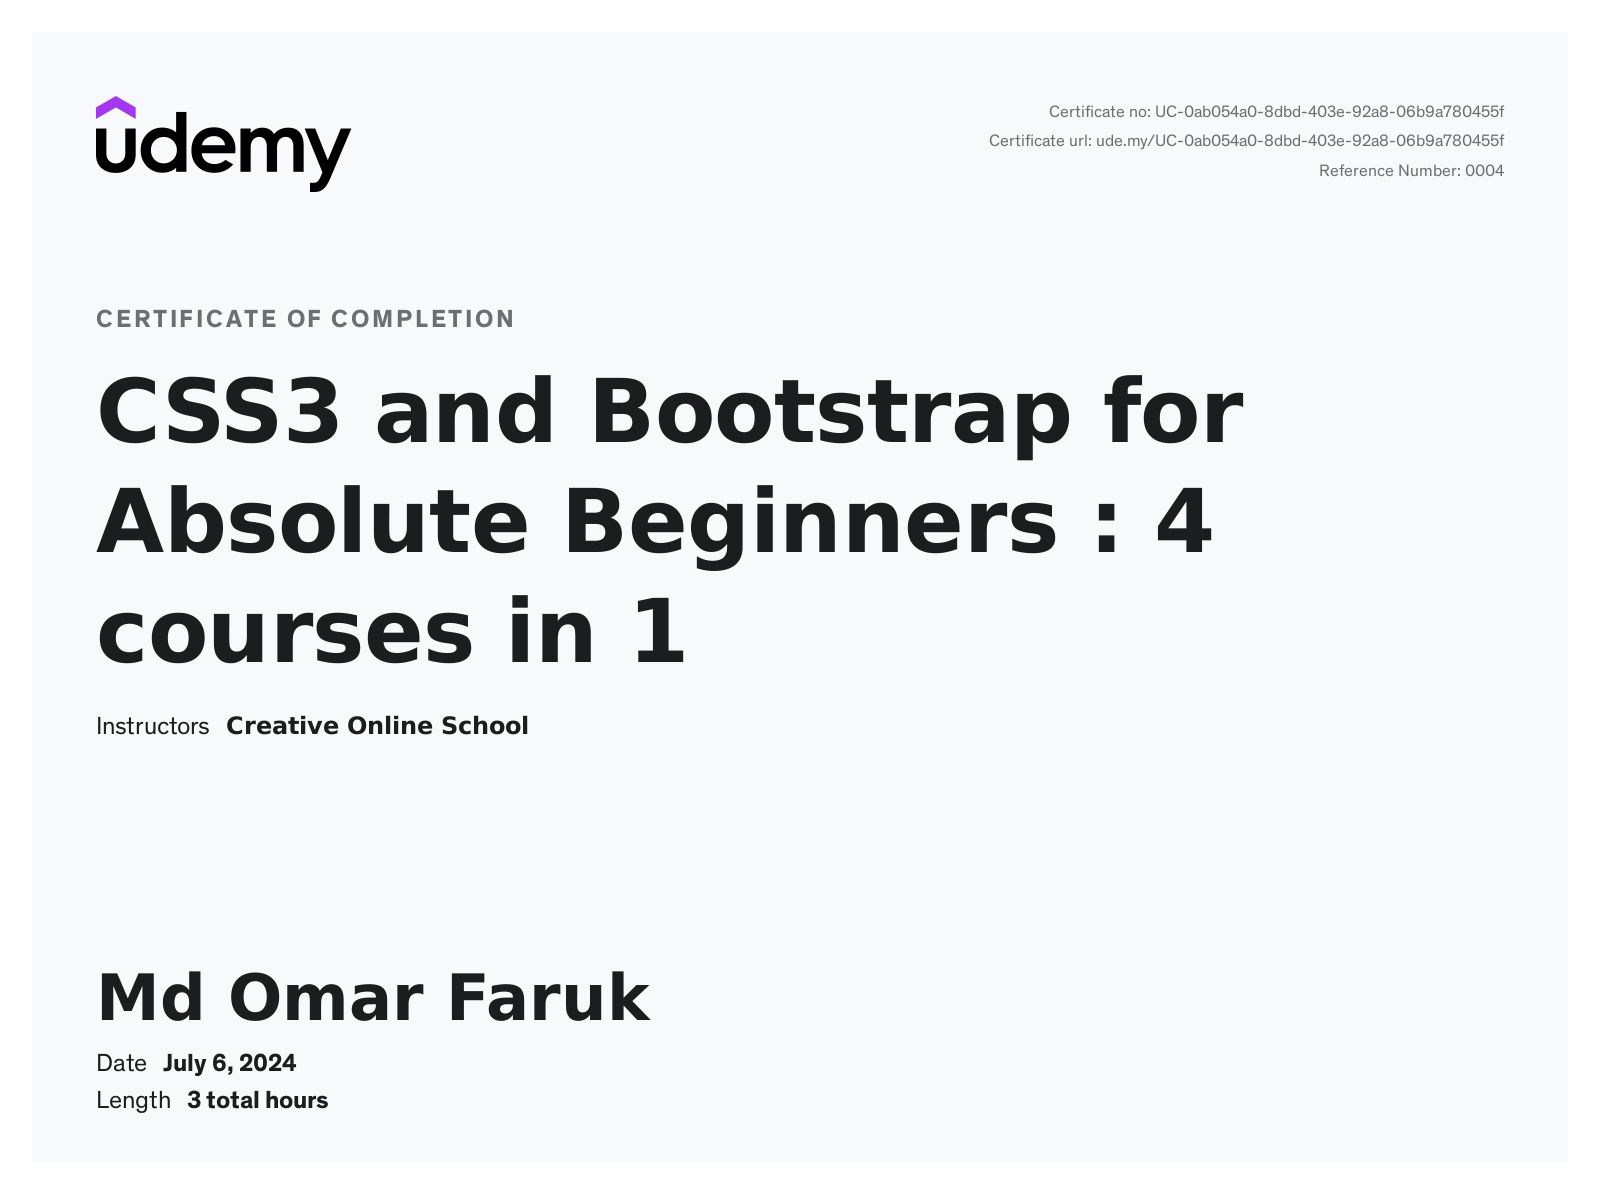 udemy
Certificate no: UC-0ab054a0-8dbd-403e-92a8-06b9a780455f
Certificate url: ude.my/UC-0ab054a0-8dbd-403e-92a8-06b9a780455f
Reference Number: 0004
CERTIFICATE OF COMPLETION
CSS3 and Bootstrap for
Absolute Beginners : 4
courses in 1
Instructors Creative Online School
Md Omar Faruk
Date July 6, 2024
Length 3 total hours